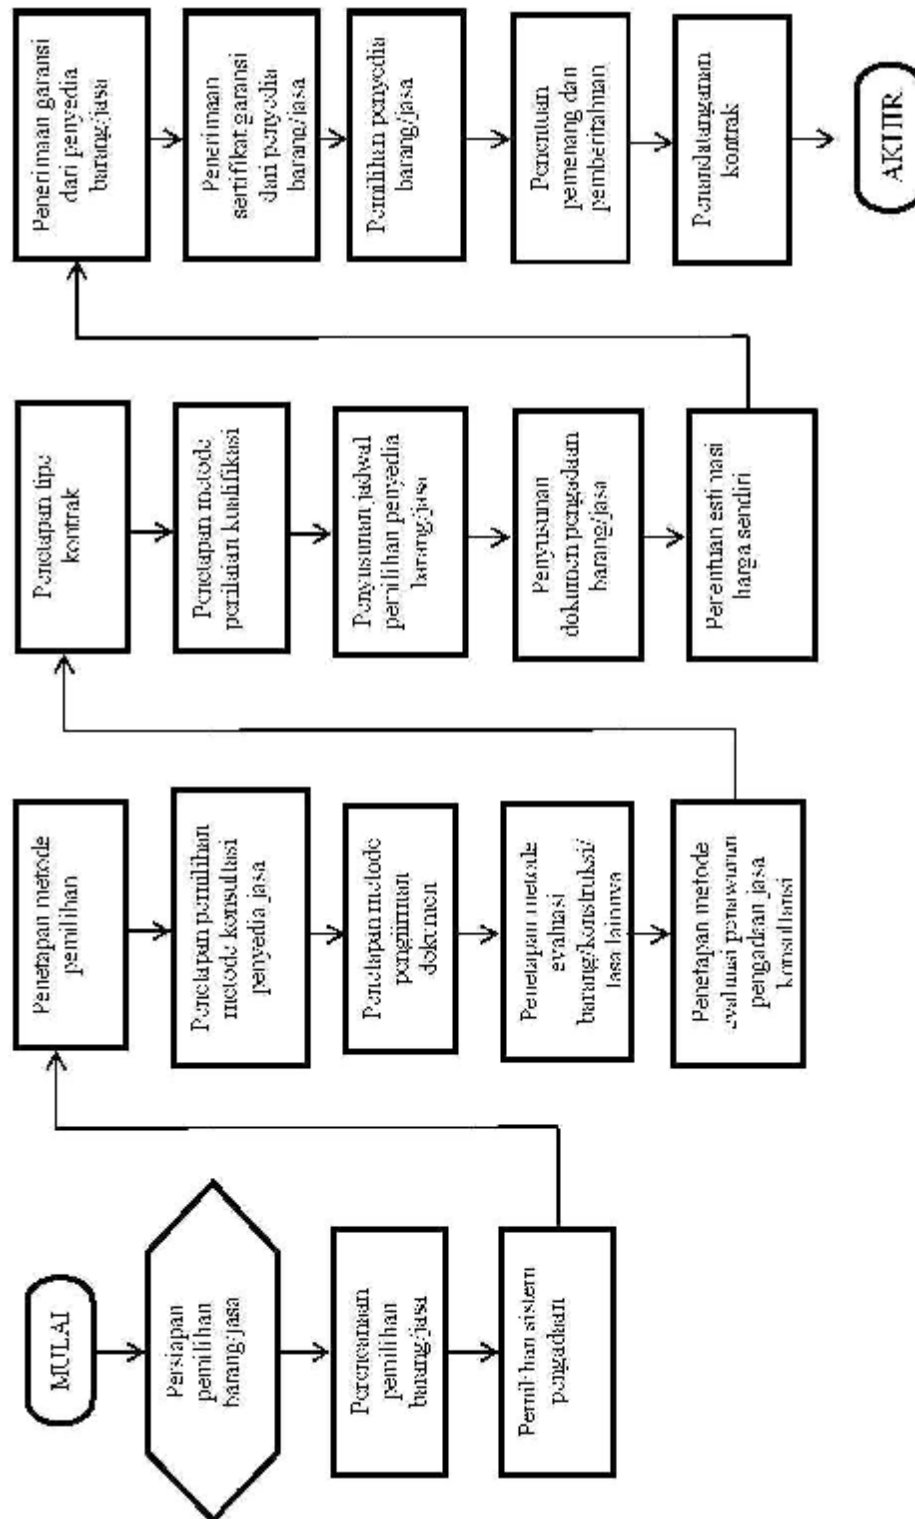 MULAI
Persiapan
pemilihan
barang/jasa
Perencanaan
pemilihan
barang/jasa
Pemilihan sistem
pengadaan
Penetapan metode
pemilihan
Penetapan pemilihan
metode konsultasi
penyedia jasa
Penetapan metode
pengiriman
dokumen
Penetapan metode
evaluasi
barang/konstruksi/
Jasa lainnya
Penetapan metode
evaluasi penawaran
pengadaan jasa
konsultansi
Penetapan tipe
kontrak
Penetapan metode
penilaian kualifikasi
Penyusunan jadwal
pemilihan penyedia
barang/jasa
Penyusunan
dokumen pengadaan
barang/jasa
Penentuan estimasi
harga sendiri
Penerimaan garansi
dari penyedia
barang/jasa
Penerimaan
sertifikat garansi
dari penyedia
barang/jasa
Pemilihan penyedia
barang/jasa
Penentuan
pemenang dan
pemberitahuan
Penandatanganan
kontrak
AKHIR